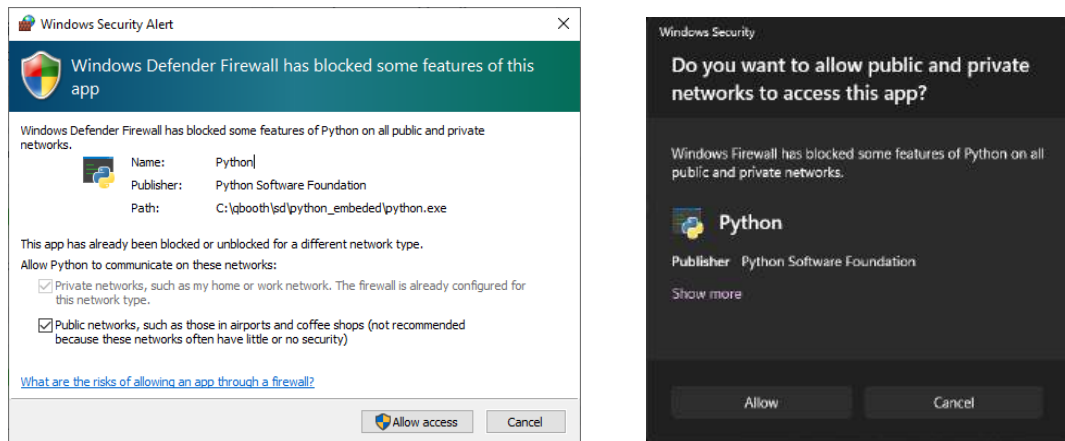 Windows Security Alert
Windows Defender Firewall has blocked some features of this
app
Windows Defender Firewall has blocked some features of Python on all public and private
networks.
Name: Python
Publisher: Python Software Foundation
Path: C:\qbooth\sd\python_embeded\python.exe
This app has already been blocked or unblocked for a different network type.
Allow Python to communicate on these networks:
Private networks, such as my home or work network. The firewall is already configured for
this network type.
Public networks, such as those in airports and coffee shops (not recommended
because these networks often have little or no security)
What are the risks of allowing an app through a firewall?
Allow access Cancel
Windows Security
Do you want to allow public and private
networks to access this app?
Windows Firewall has blocked some features of Python on all
public and private networks.
Python
Publisher Python Software Foundation
Show more
Allow Cancel